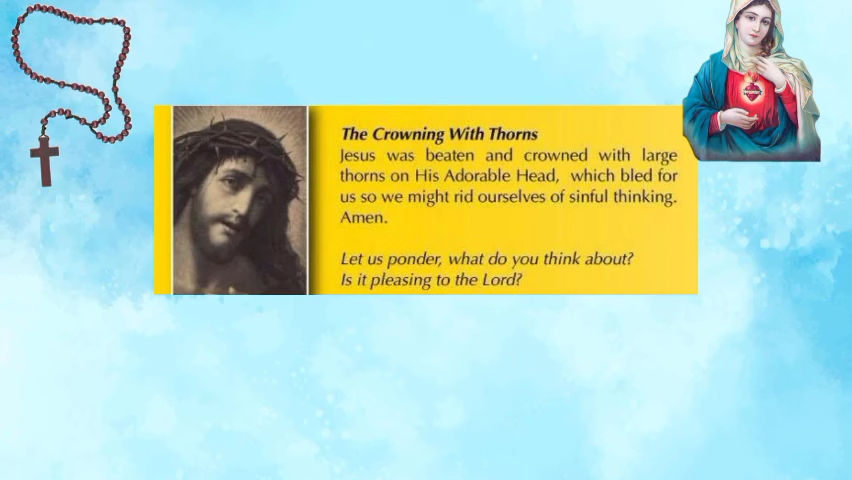 The Crowning With Thorns
Jesus was beaten and crowned with large
thorns on His Adorable Head, which bled for
us so we might rid ourselves of sinful thinking.
Amen.
Let us ponder, what do you think about?
Is it pleasing to the Lord?